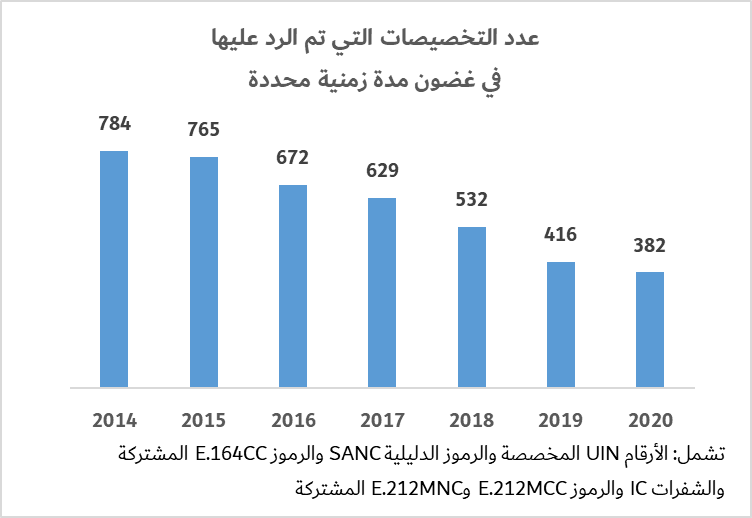 عدد التخصيصات التي تم الرد عليها
في غضون مدة زمنية محددة
784
765
672
629
532
416
382
2014 2015 2016 2017 2018 2019 2020
تشمل: الأرقام UIN المخصصة والرموز الدليلية SANC والرموز E.164CC المشتركة
والشفرات IC والرموز E.212MCC وE.212MNC المشتركة